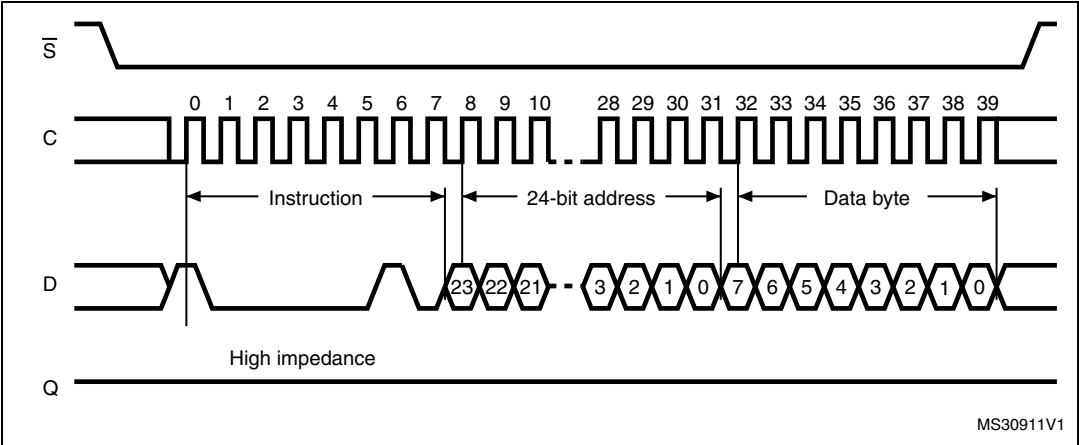 S
0 1 2 3 4 5 6 7 8 9 10 28 29 30 31 32 33 34 35 36 37 38 39
C
Instruction 24-bit address Data byte
D 23 22 21 3 2 1 0 7 6 5 4 3 2 1 0
High impedance
Q
MS30911V1